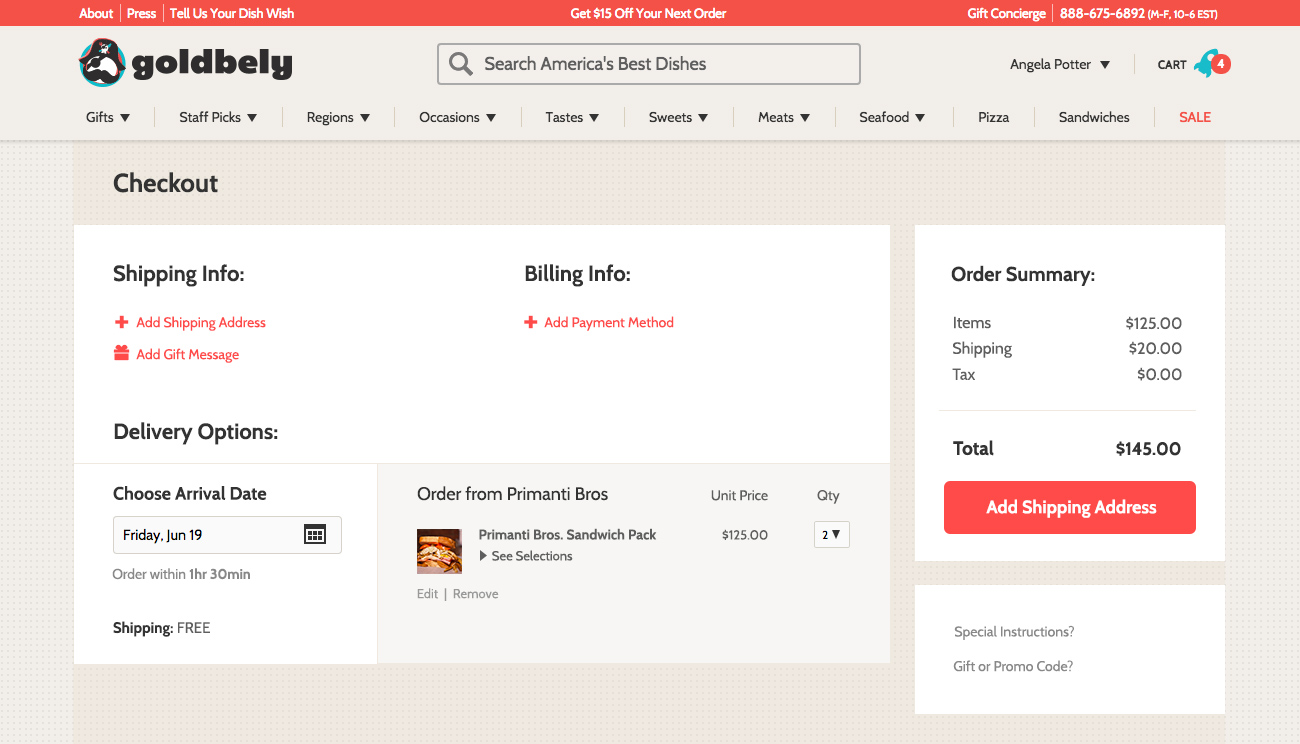 About Press Tell Us Your Dish Wish Get $15 Off Your Next Order Gift Concierge 888-675-6892 (M-F, 10-6 EST)
goldbely Search America's Best Dishes Angela Potter CART 4
Gifts Staff Picks Regions Occasions Tastes Sweets Meats Seafood Pizza Sandwiches SALE
Checkout
Shipping Info:
Add Shipping Address
Add Gift Message
Billing Info:
Add Payment Method
Delivery Options:
Choose Arrival Date
Friday, Jun 19
Order within 1hr 30min
Shipping: FREE
Order from Primanti Bros Unit Price Qty
Primanti Bros. Sandwich Pack $125.00 2
See Selections
Edit | Remove
Order Summary:
Items $125.00
Shipping $20.00
Tax $0.00
Total $145.00
Add Shipping Address
Special Instructions?
Gift or Promo Code?